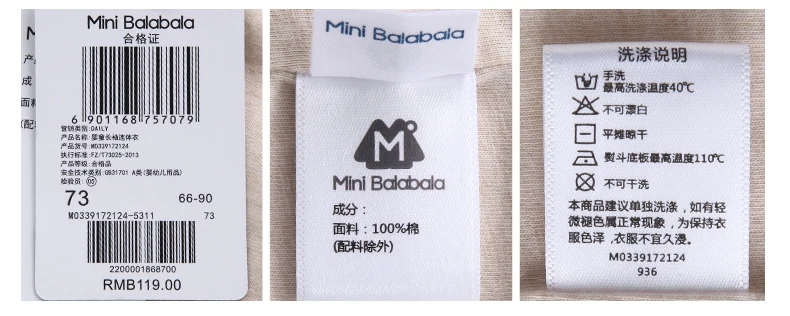 Mini Balabala
合格证
6 901168 757079
营销类别:DAILY
产品名称:婴童长袖连体衣
产品货号:M0339172124
执行标准:FZ/T73025-2013
产品等级:合格品
安全技术类别:GB31701 A类(婴幼儿用品)
检验员:05
73 66-90
M0339172124-5311 73
2200001868700
RMB119.00
产
成
面料
(配
Mini Balabala
M
Mini Balabala
成分：
面料：100%棉
(配料除外)
洗涤说明
手洗
最高洗涤温度40℃
不可漂白
平摊晾干
熨斗底板最高温度110℃
不可干洗
本商品建议单独洗涤，如有轻
微褪色属正常现象，为保持衣
服色泽，衣服不宜久浸。
M0339172124
936